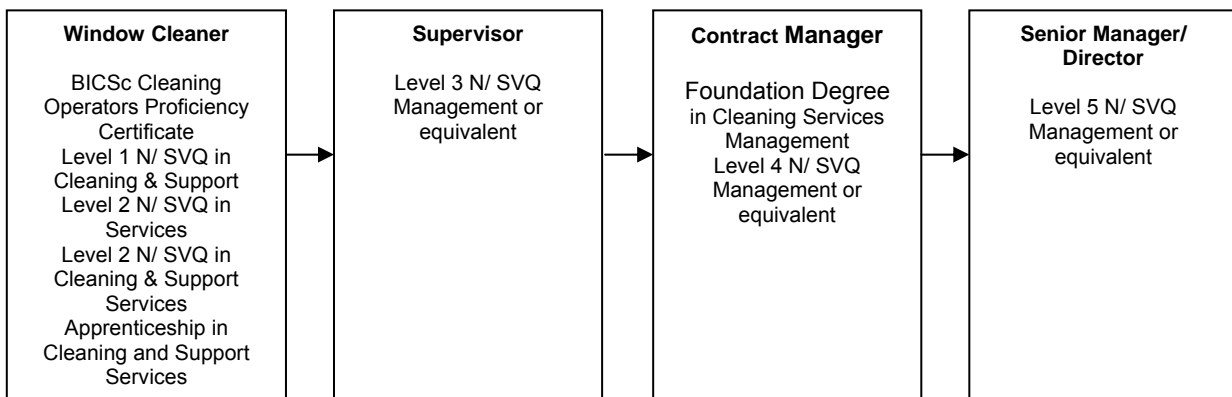 Window Cleaner
BICSc Cleaning
Operators Proficiency
Certificate
Level 1 N/ SVQ in
Cleaning & Support
Level 2 N/ SVQ in
Services
Level 2 N/ SVQ in
Cleaning & Support
Services
Apprenticeship in
Cleaning and Support
Services
Supervisor
Level 3 N/ SVQ
Management or
equivalent
Contract Manager
Foundation Degree
in Cleaning Services
Management
Level 4 N/ SVQ
Management or
equivalent
Senior Manager/
Director
Level 5 N/ SVQ
Management or
equivalent